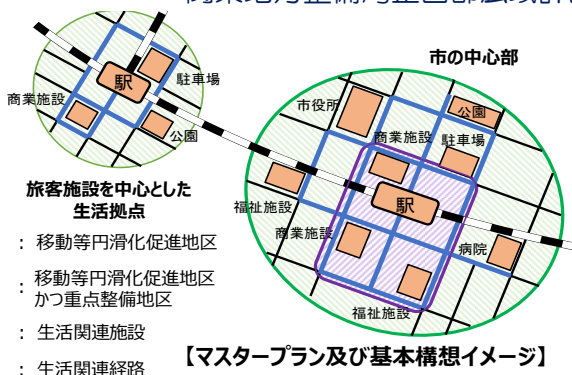 市の中心部
駅
駐車場
商業施設
公園
旅客施設を中心とした
生活拠点
市役所
公園
商業施設
駐車場
福祉施設
駅
商業施設
病院
福祉施設
: 移動等円滑化促進地区
: 移動等円滑化促進地区
かつ重点整備地区
: 生活関連施設
: 生活関連経路
【マスタープラン及び基本構想イメージ】